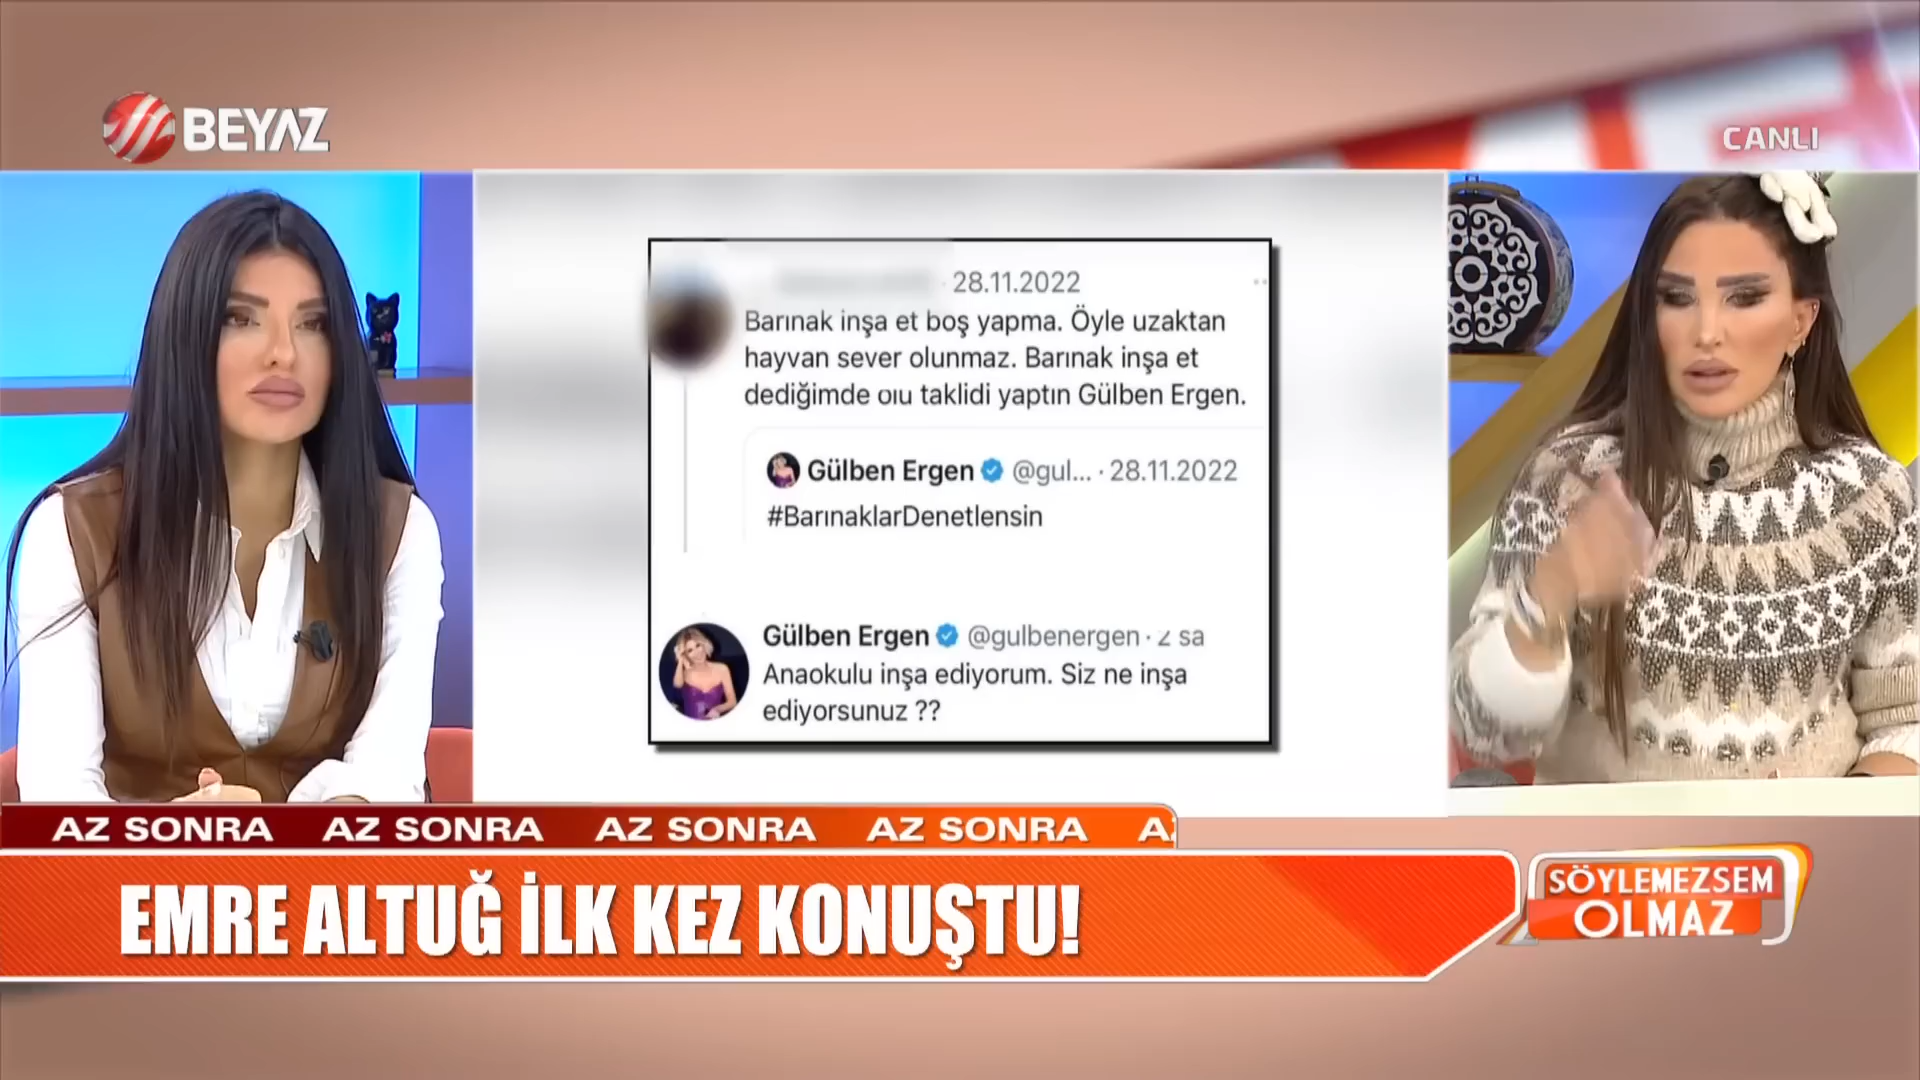 BEYAZ
CANLI
28.11.2022
Barınak inşa et boş yapma. Öyle uzaktan
hayvan sever olunmaz. Barınak inşa et
dediğimde ölü taklidi yaptın Gülben Ergen.
Gülben Ergen @gul... · 28.11.2022
#BarınaklarDenetlensin
Gülben Ergen @gulbenergen · 2 sa
Anaokulu inşa ediyorum. Siz ne inşa
ediyorsunuz ??
AZ SONRA AZ SONRA AZ SONRA AZ SONRA AZ
EMRE ALTUĞ İLK KEZ KONUŞTU!
SÖYLEMEZSEM
OLMAZ